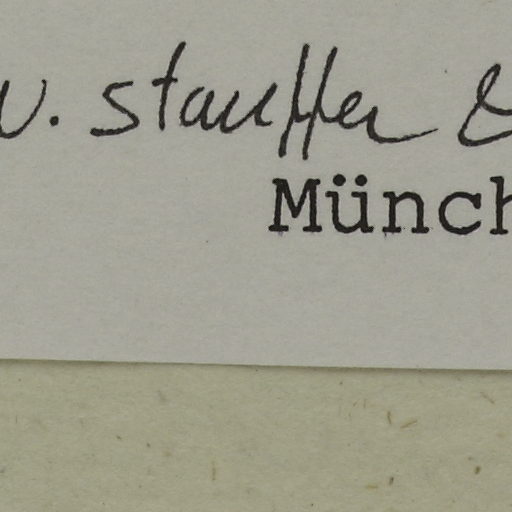 v. Stauffer &
Münch